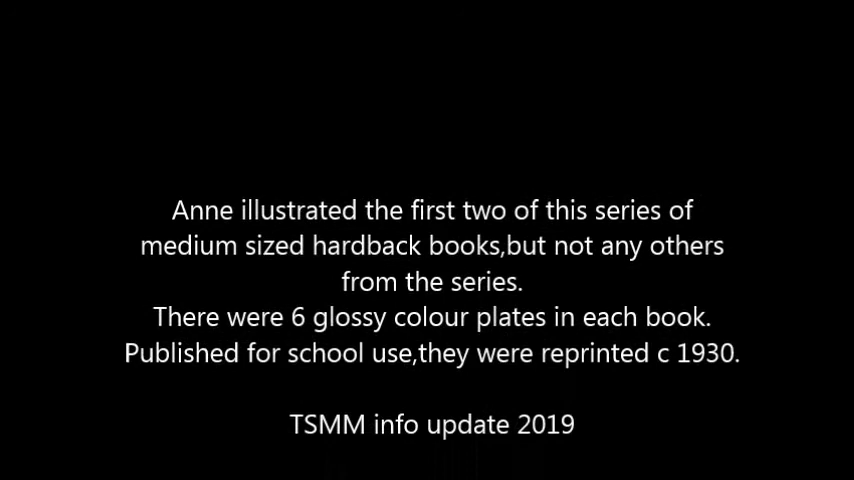 Anne illustrated the first two of this series of
medium sized hardback books,but not any others
from the series.
There were 6 glossy colour plates in each book.
Published for school use,they were reprinted c 1930.
TSMM info update 2019